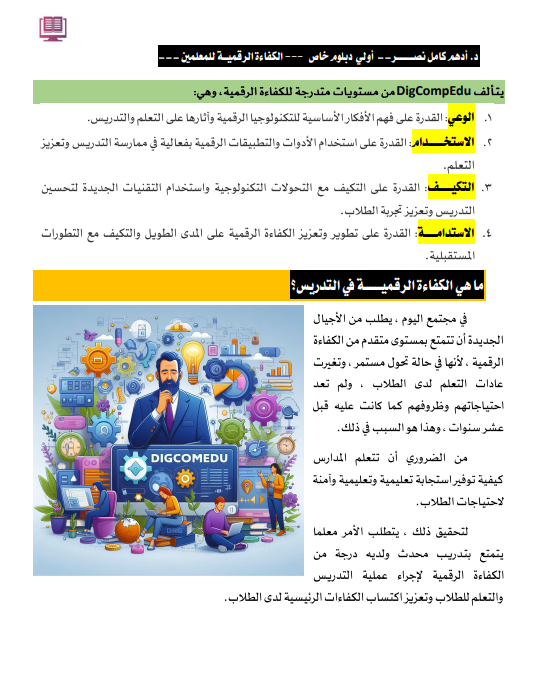 د. أدهم كامل نصـــر-- أولي دبلوم خاص --- الكفاءة الرقمية للمعلمين ---
يتألف DigCompEdu من مستويات متدرجة للكفاءة الرقمية، وهي:
١. الوعي: القدرة على فهم الأفكار الأساسية للتكنولوجيا الرقمية وآثارها على التعلم والتدريس.
٢. الاستخـــدام: القدرة على استخدام الأدوات والتطبيقات الرقمية بفعالية في ممارسة التدريس وتعزيز
التعلم.
٣. التكيـــف: القدرة على التكيف مع التحولات التكنولوجية واستخدام التقنيات الجديدة لتحسين
التدريس وتعزيز تجربة الطلاب.
٤. الاستدامـــة: القدرة على تطوير وتعزيز الكفاءة الرقمية على المدى الطويل والتكيف مع التطورات
المستقبلية.
ما هي الكفاءة الرقميـــــة في التدريس؟
في مجتمع اليوم ، يطلب من الأجيال
الجديدة أن تتمتع بمستوى متقدم من الكفاءة
الرقمية ، لأنها في حالة تحول مستمر ، وتغيرت
عادات التعلم لدى الطلاب ، ولم تعد
احتياجاتهم وظروفهم كما كانت عليه قبل
عشر سنوات ، وهذا هو السبب في ذلك.
DIGCOMEDU
من الضروري أن تتعلم المدارس
كيفية توفير استجابة تعليمية وتعليمية وآمنة
لاحتياجات الطلاب.
لتحقيق ذلك ، يتطلب الأمر معلما
يتمتع بتدريب محدث ولديه درجة من
الكفاءة الرقمية لإجراء عملية التدريس
والتعلم للطلاب وتعزيز اكتساب الكفاءات الرئيسية لدى الطلاب.